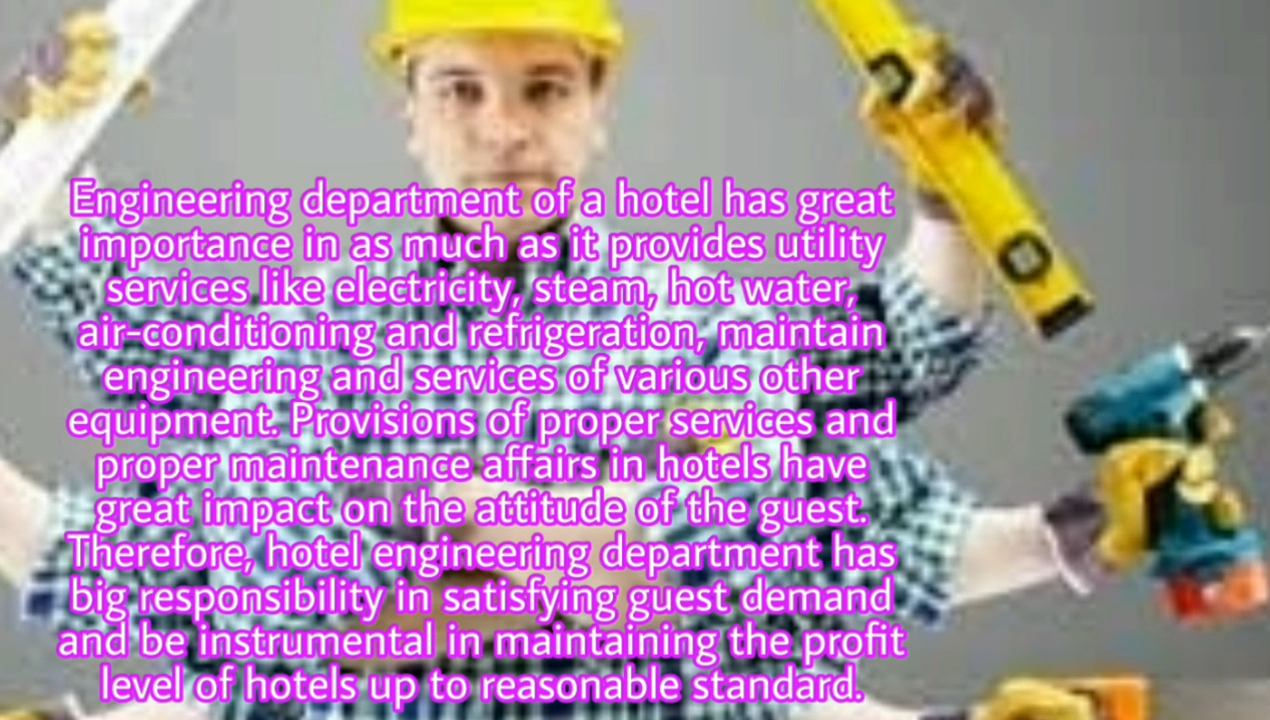 Engineering department of a hotel has great
importance in as much as it provides utility
services like electricity, steam, hot water,
air-conditioning and refrigeration, maintain
engineering and services of various other
equipment. Provisions of proper services and
proper maintenance affairs in hotels have
great impact on the attitude of the guest.
Therefore, hotel engineering department has
big responsibility in satisfying guest demand
and be instrumental in maintaining the profit
level of hotels up to reasonable standard.